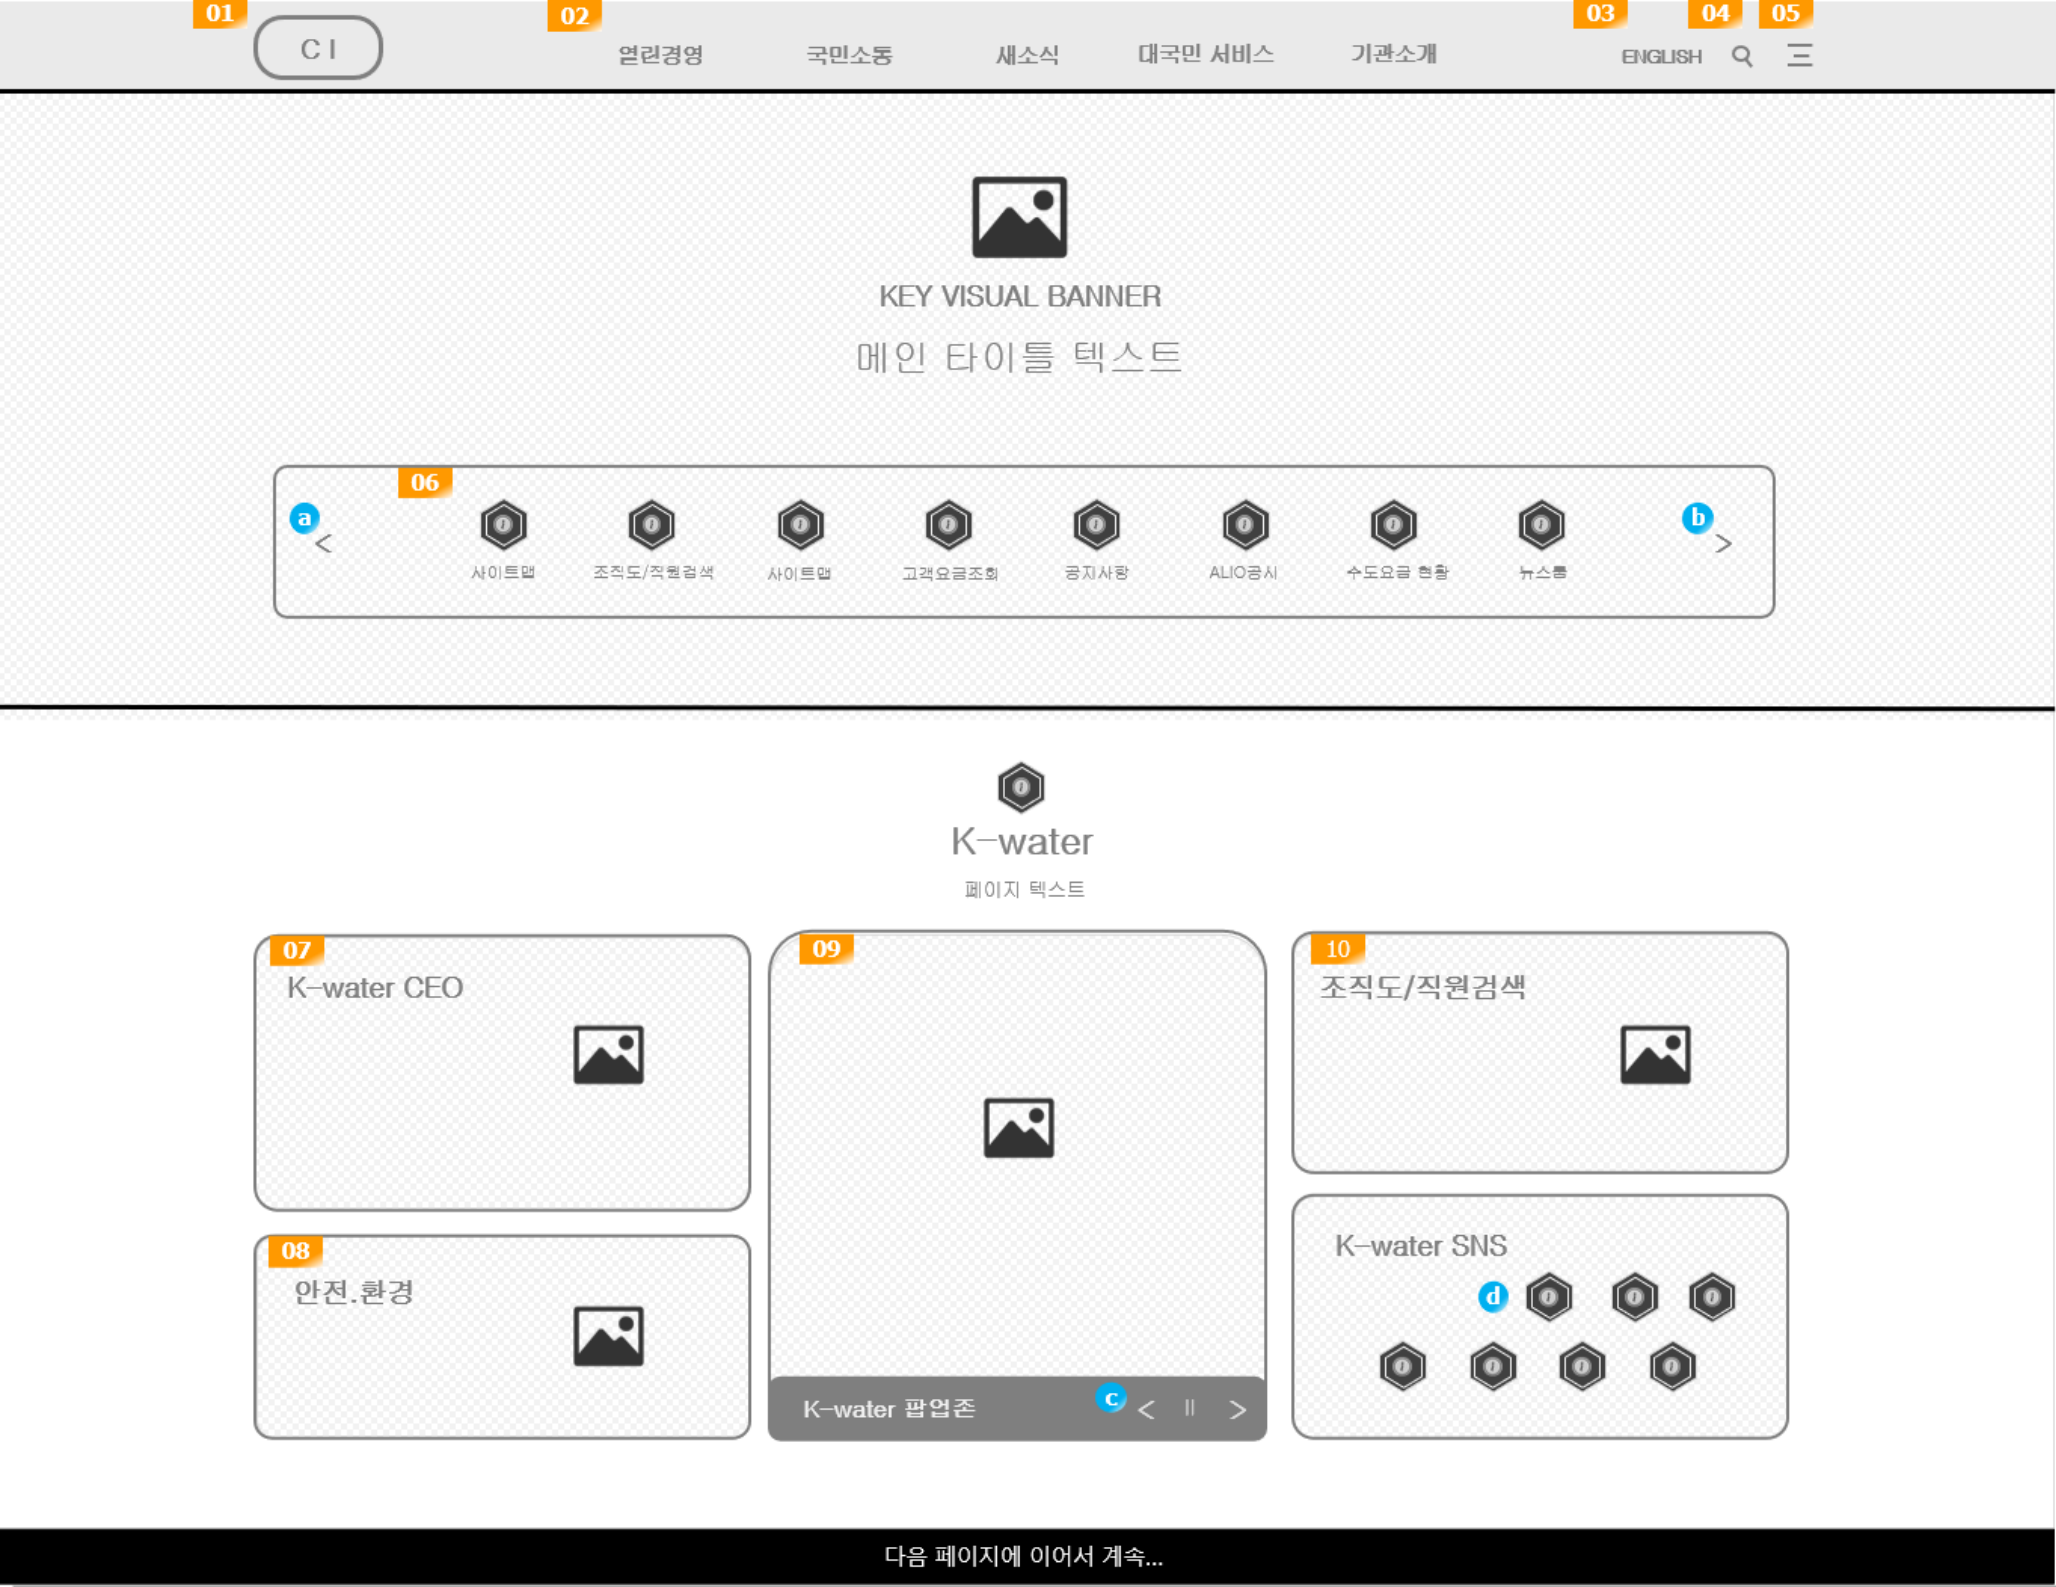 01
02
03
04
05
CI
열린경영
국민소통
새소식
대국민 서비스
기관소개
ENGLISH
KEY VISUAL BANNER
메인 타이틀 텍스트
06
a
b
<
>
사이트맵
조직도/직원검색
사이트맵
고객요금조회
공지사항
ALIO공시
수도요금 현황
뉴스룸
K-water
페이지 텍스트
07
K-water CEO
08
안전.환경
09
K-water 팝업존
c
< || >
10
조직도/직원검색
K-water SNS
d
다음 페이지에 이어서 계속...